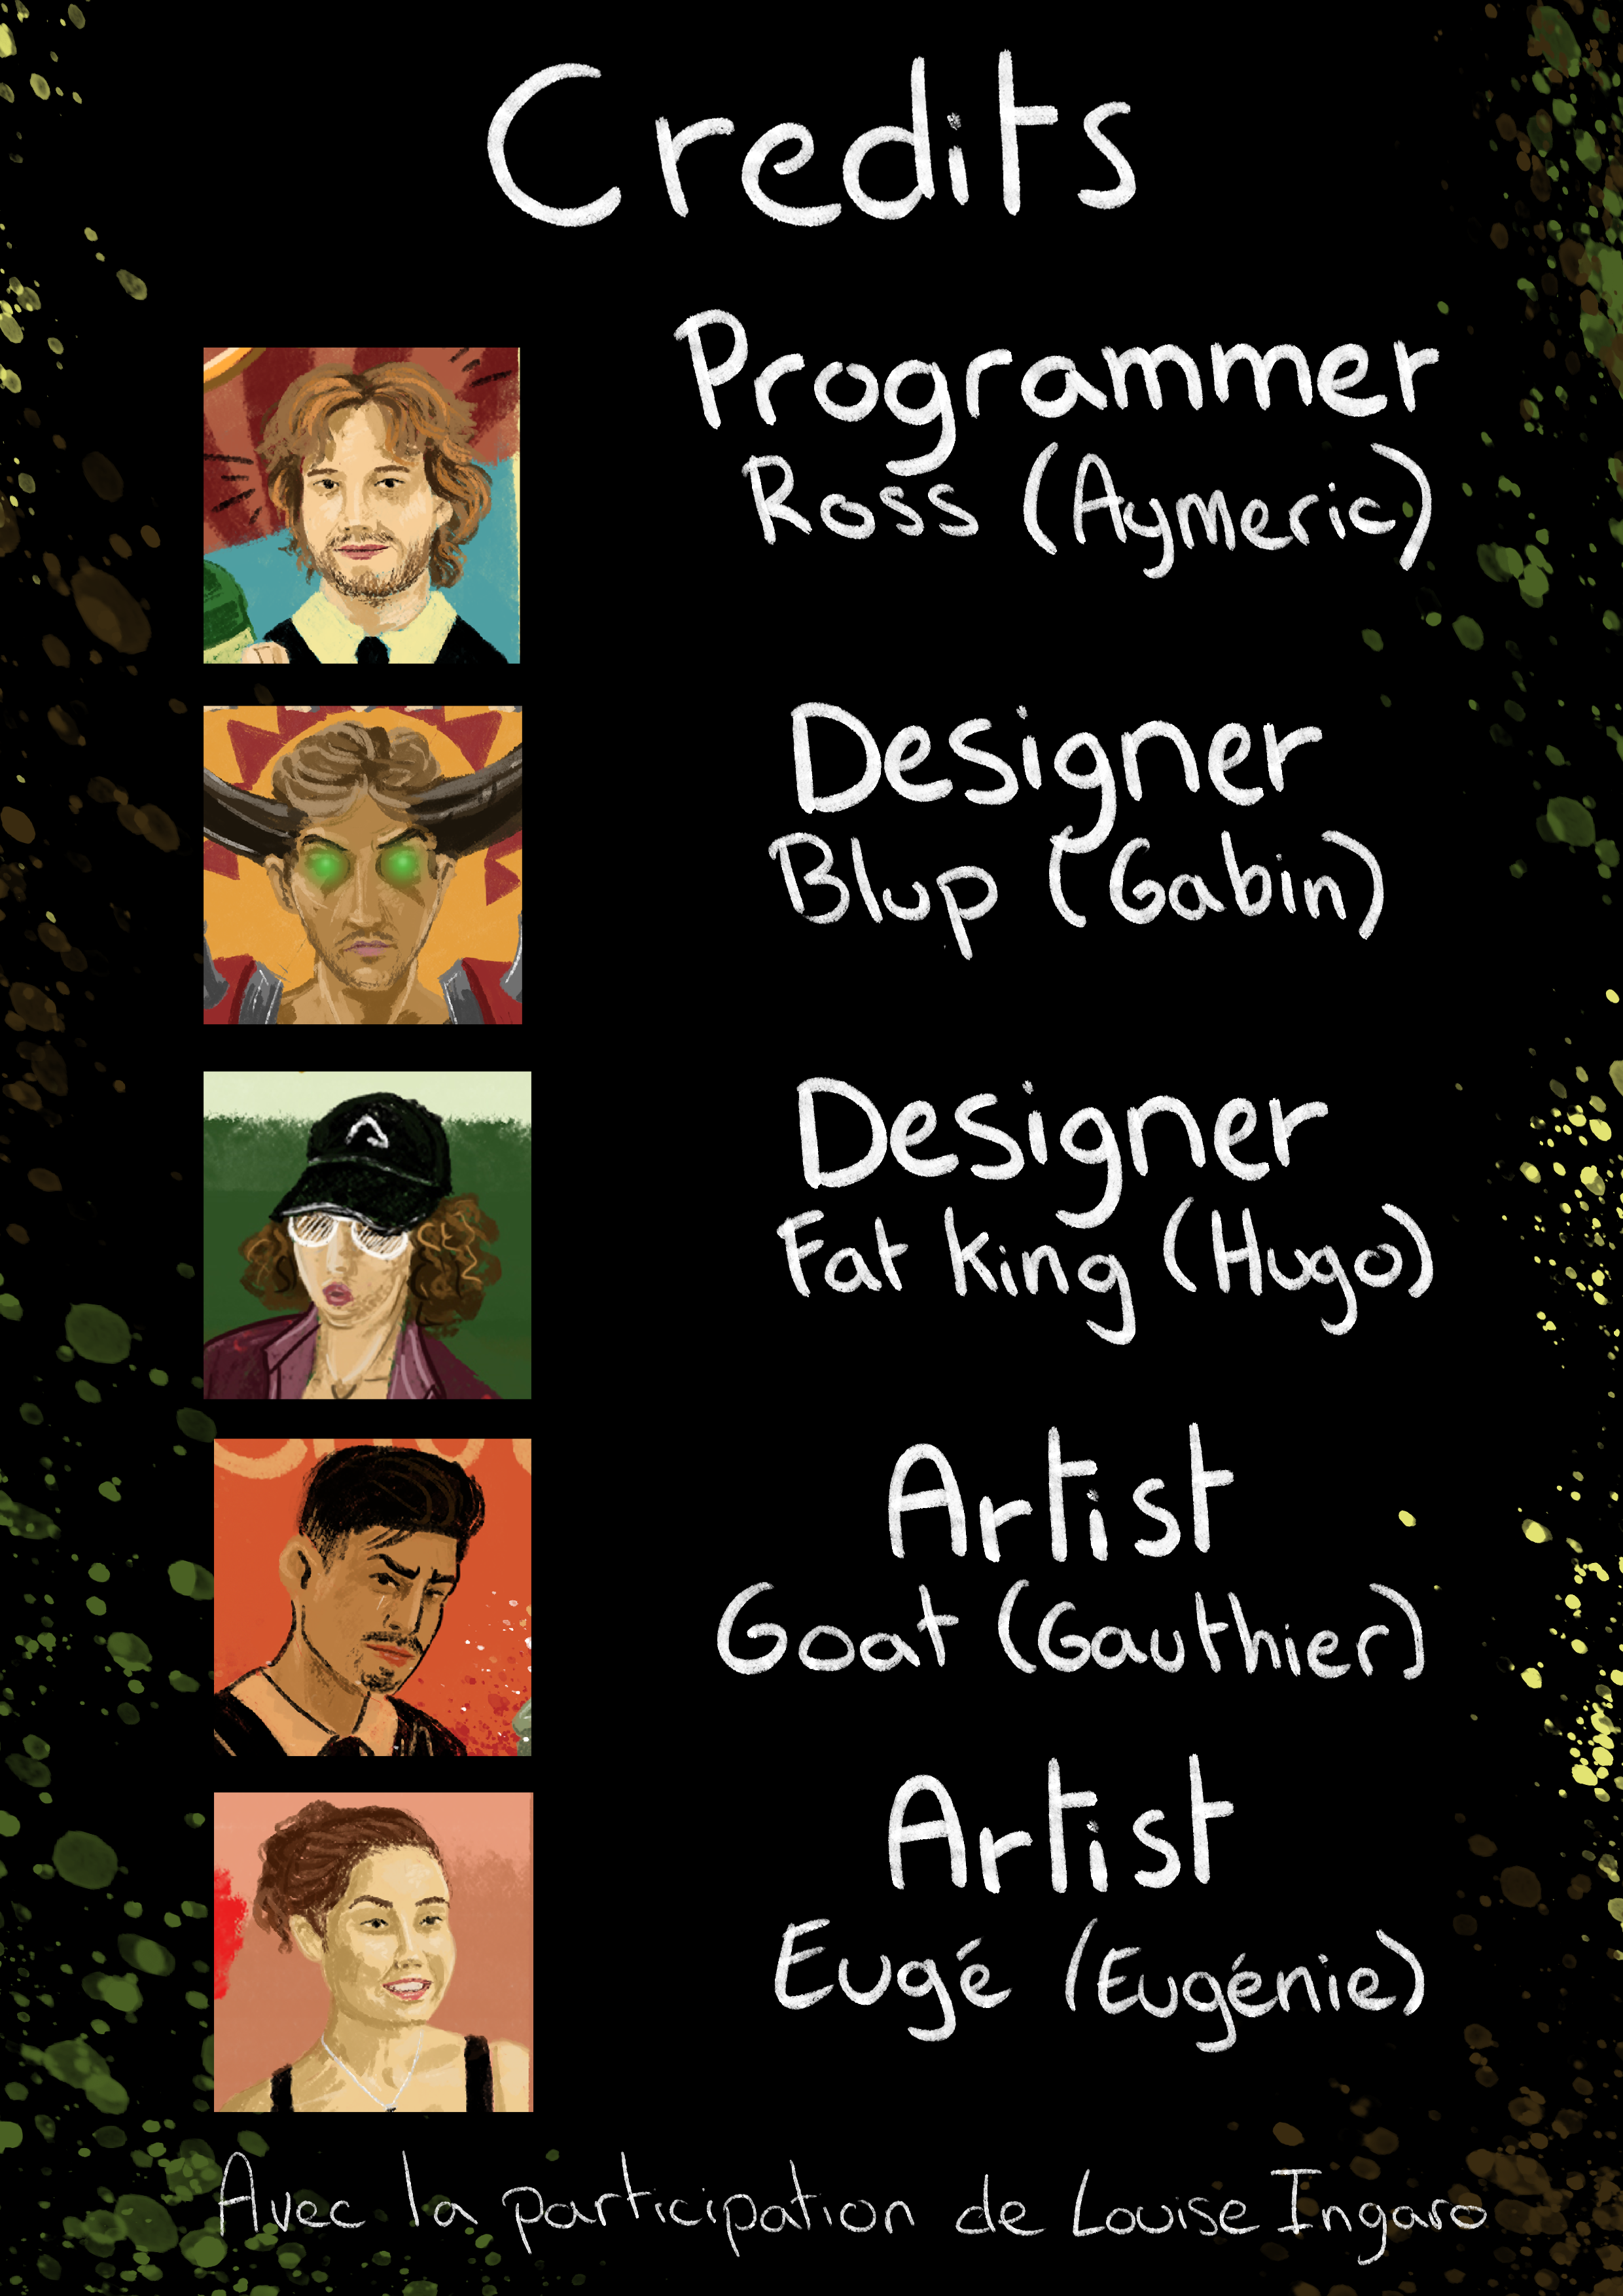 Credits
Programmer
Ross (Aymeric)
Designer
Blup (Gabin)
Designer
Fat king (Hugo)
Artist
Goat (Gauthier)
Artist
Eugé (Eugénie)
Avec la participation de Louise Ingaro